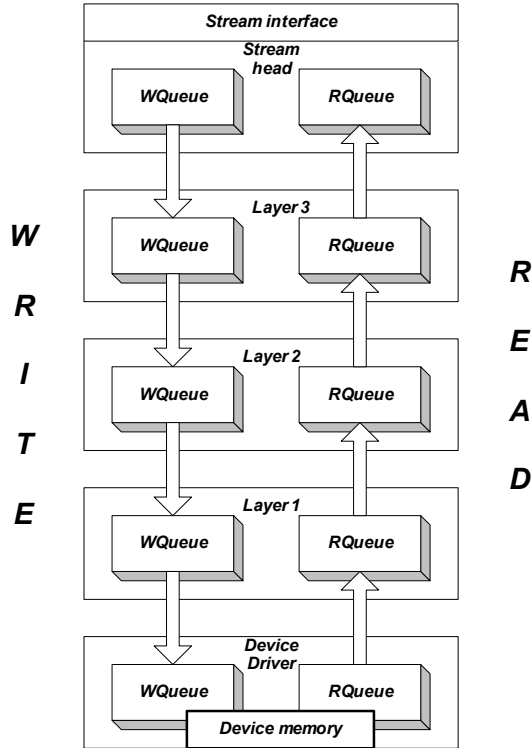 Stream interface
Stream
head
WQueue RQueue
Layer 3
WQueue RQueue
Layer 2
WQueue RQueue
Layer 1
WQueue RQueue
Device
Driver
WQueue RQueue
Device memory
W
R
I
T
E
R
E
A
D